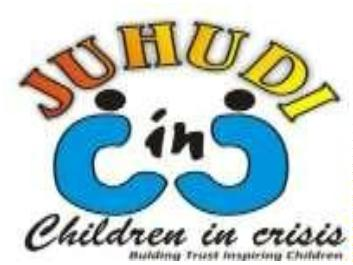 JUHUDI
in
Children in crisis
Building Trust Inspiring Children